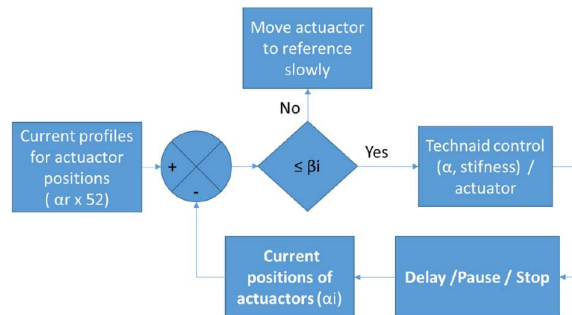 Move actuactor
to reference
slowly
No
Current profiles
for actuactor
positions
( αr x 52)
+
-
≤ βi
Yes
Technaid control
(α, stifness) /
actuator
Current
positions of
actuactors (αi)
Delay /Pause / Stop